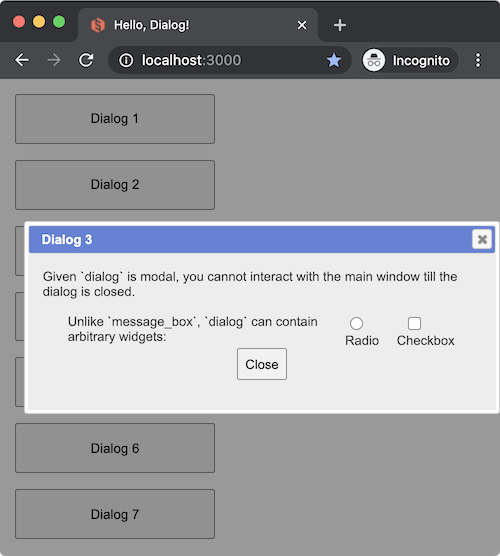 Hello, Dialog!
localhost:3000
Incognito
Dialog 1
Dialog 2
Dialog 3
Given `dialog` is modal, you cannot interact with the main window till the
dialog is closed.
Unlike `message_box`, `dialog` can contain
arbitrary widgets:
Radio
Checkbox
Close
Dialog 6
Dialog 7